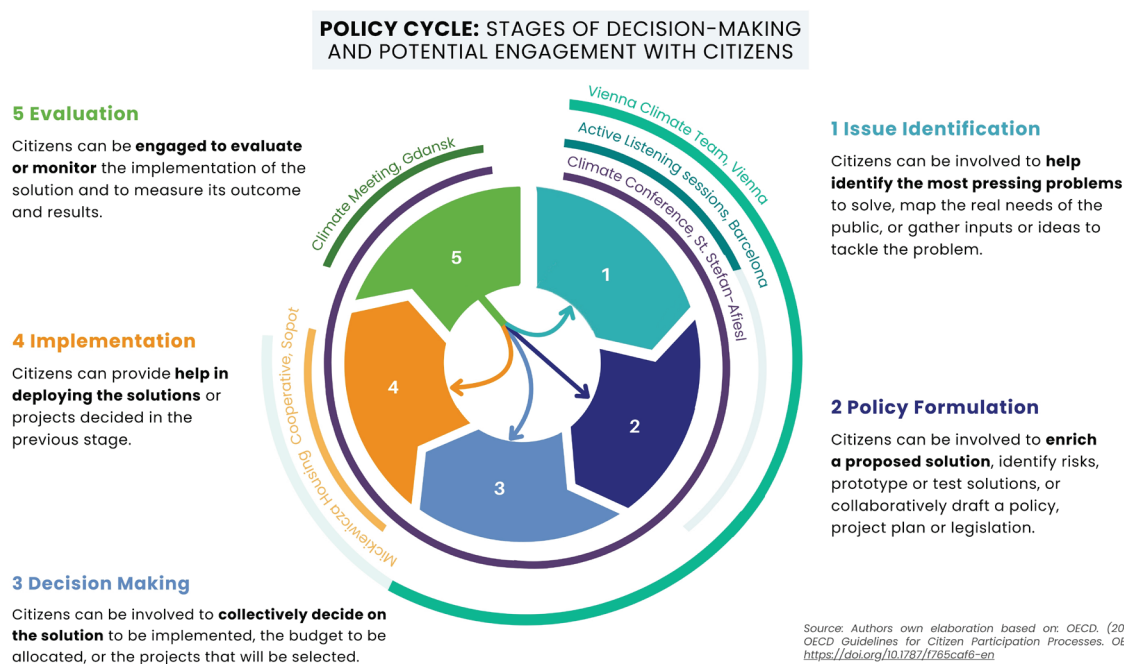 POLICY CYCLE: STAGES OF DECISION-MAKING
AND POTENTIAL ENGAGEMENT WITH CITIZENS
5 Evaluation
Citizens can be engaged to evaluate
or monitor the implementation of the
solution and to measure its outcome
and results.
4 Implementation
Citizens can provide help in
deploying the solutions or
projects decided in the
previous stage.
3 Decision Making
Citizens can be involved to collectively decide on
the solution to be implemented, the budget to be
allocated, or the projects that will be selected.
Climate Meeting, Gdansk
Mickiewicza Housing Cooperative, Sopot
Vienna Climate Team, Vienna
Active Listening sessions, Barcelona
Climate Conference, St. Stefan-Afiesl
5
1
4
2
3
1 Issue Identification
Citizens can be involved to help
identify the most pressing problems
to solve, map the real needs of the
public, or gather inputs or ideas to
tackle the problem.
2 Policy Formulation
Citizens can be involved to enrich
a proposed solution, identify risks,
prototype or test solutions, or
collaboratively draft a policy,
project plan or legislation.
Source: Authors own elaboration based on: OECD. (20
OECD Guidelines for Citizen Participation Processes. OE
https://doi.org/10.1787/f765caf6-en